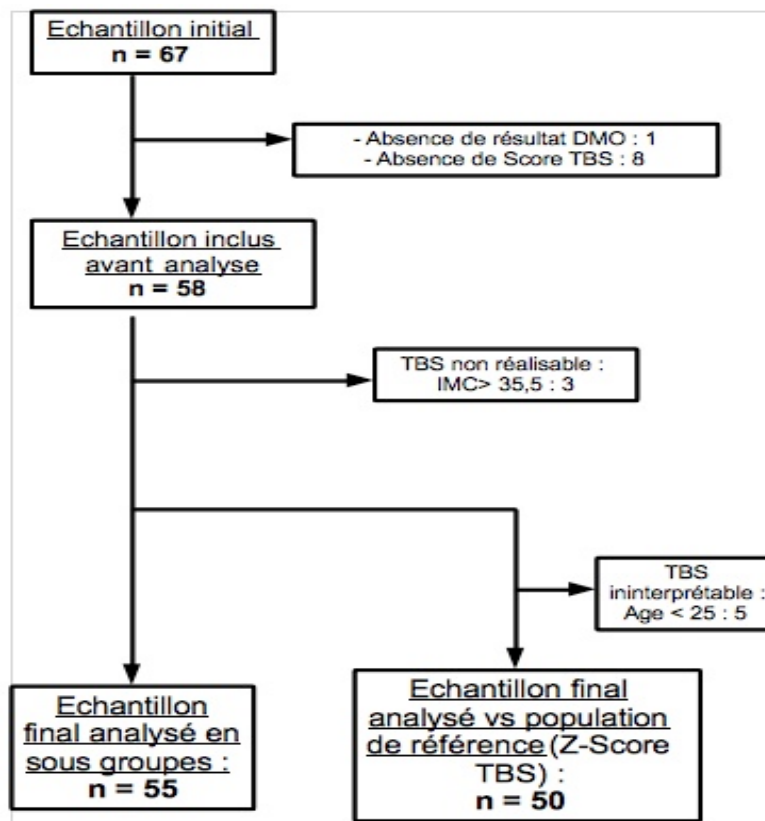 Echantillon initial
n = 67
- Absence de résultat DMO : 1
- Absence de Score TBS : 8
Echantillon inclus
avant analyse
n = 58
TBS non réalisable :
IMC> 35,5 : 3
TBS
ininterprétable :
Age < 25 : 5
Echantillon
final analysé en
sous groupes :
n = 55
Echantillon final
analysé vs population
de référence (Z-Score
TBS) :
n = 50